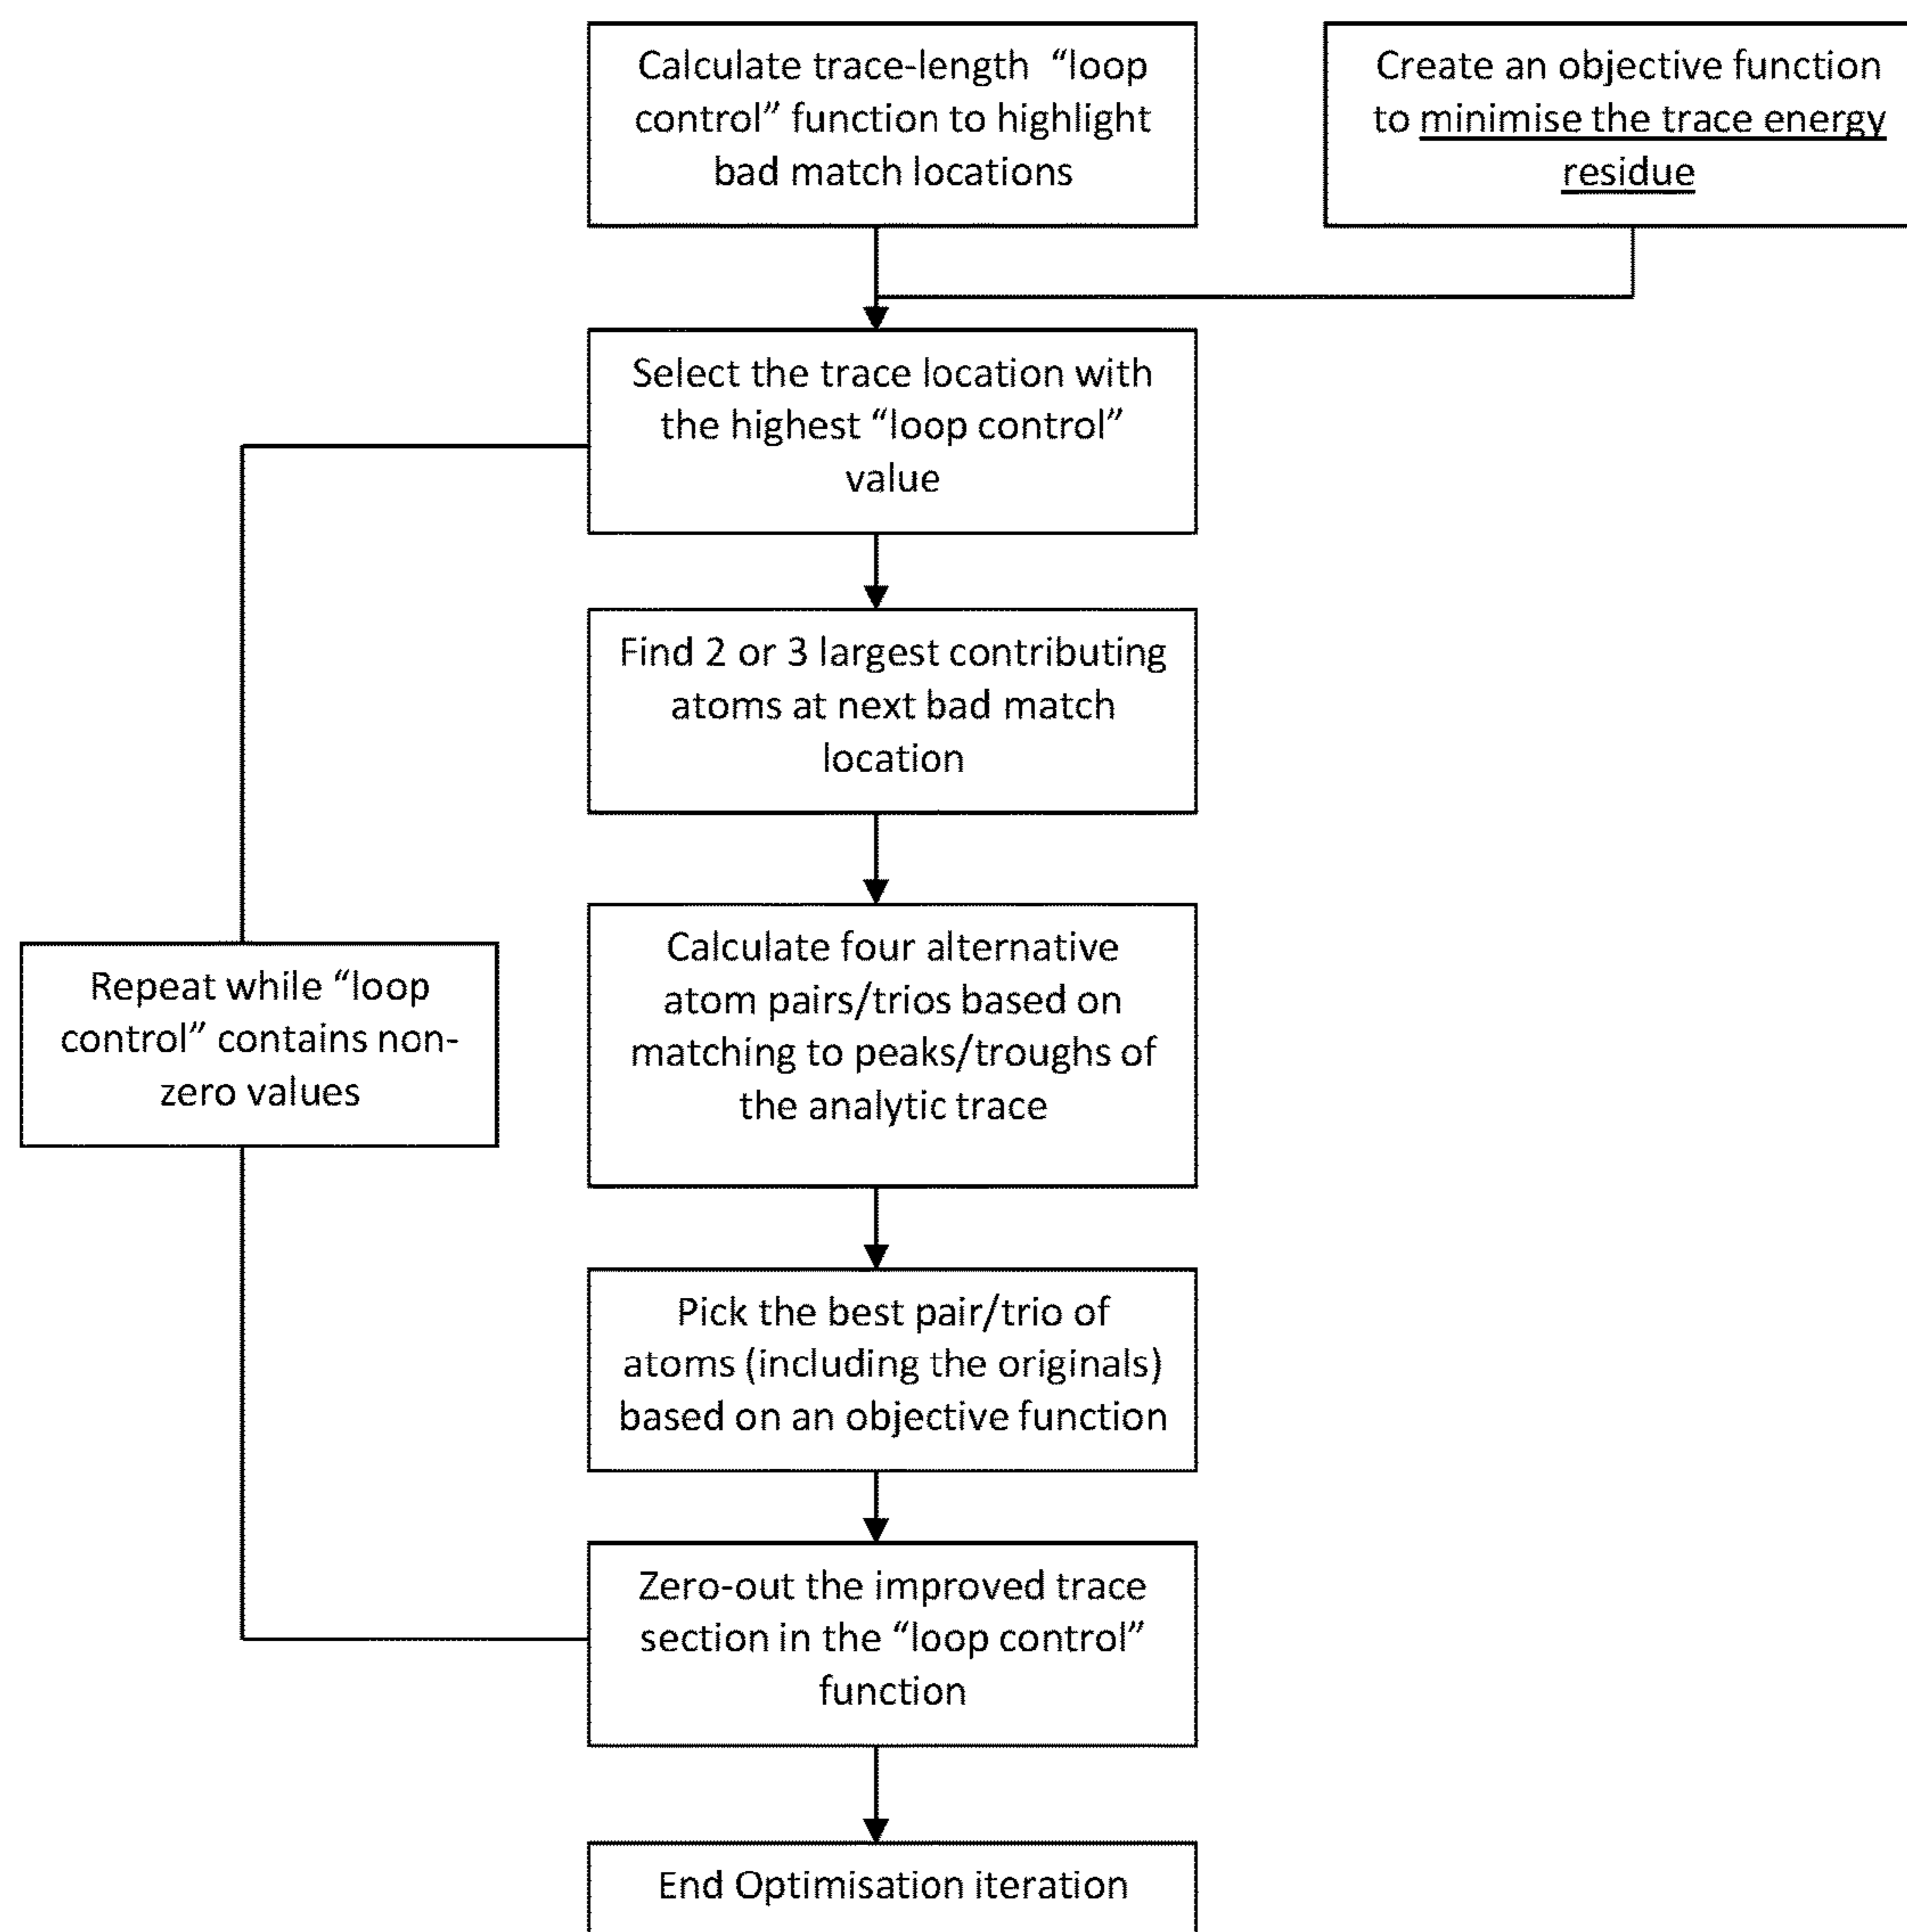 Calculate trace-length “loop
control” function to highlight
bad match locations
Create an objective function
to minimise the trace energy
residue
Select the trace location with
the highest “loop control”
value
Find 2 or 3 largest contributing
atoms at next bad match
location
Calculate four alternative
atom pairs/trios based on
matching to peaks/troughs of
the analytic trace
Repeat while “loop
control” contains non-
zero values
Pick the best pair/trio of
atoms (including the originals)
based on an objective function
Zero-out the improved trace
section in the “loop control”
function
End Optimisation iteration